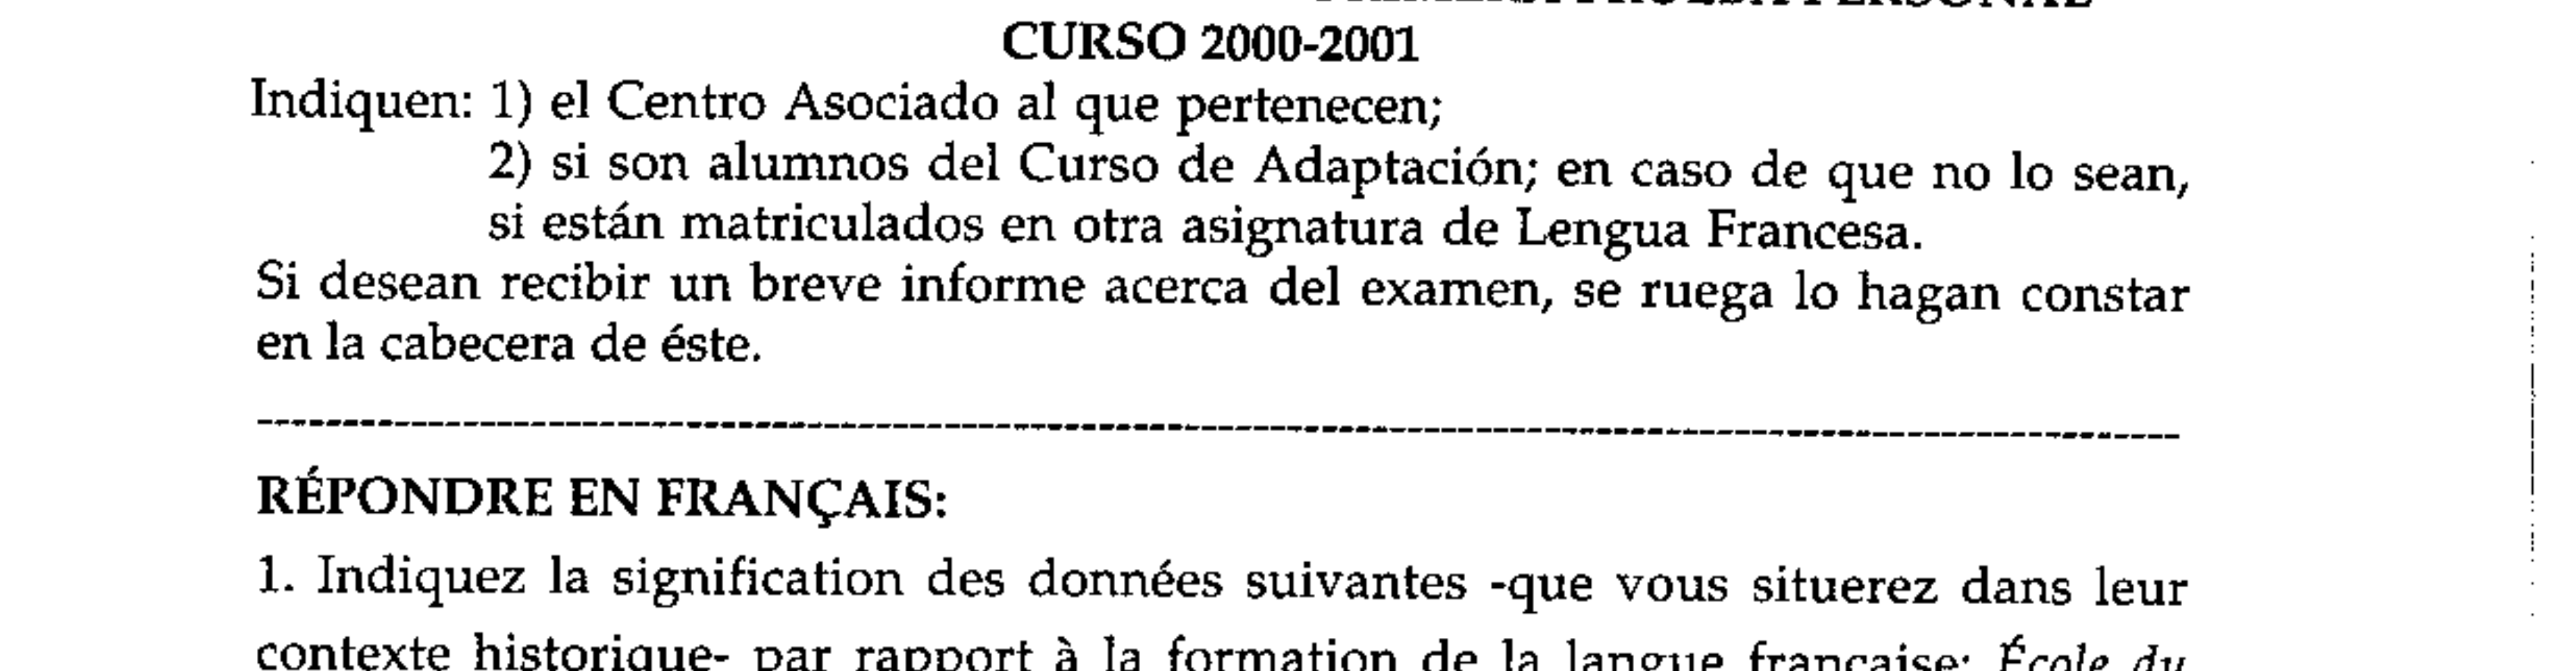 CURSO 2000-2001
Indiquen: 1) el Centro Asociado al que pertenecen;
2) si son alumnos del Curso de Adaptación; en caso de que no lo sean,
si están matriculados en otra asignatura de Lengua Francesa.
Si desean recibir un breve informe acerca del examen, se ruega lo hagan constar
en la cabecera de éste.
RÉPONDRE EN FRANÇAIS:
1. Indiquez la signification des données suivantes -que vous situerez dans leur
contexte historique- par rapport à la formation de la langue française: École du